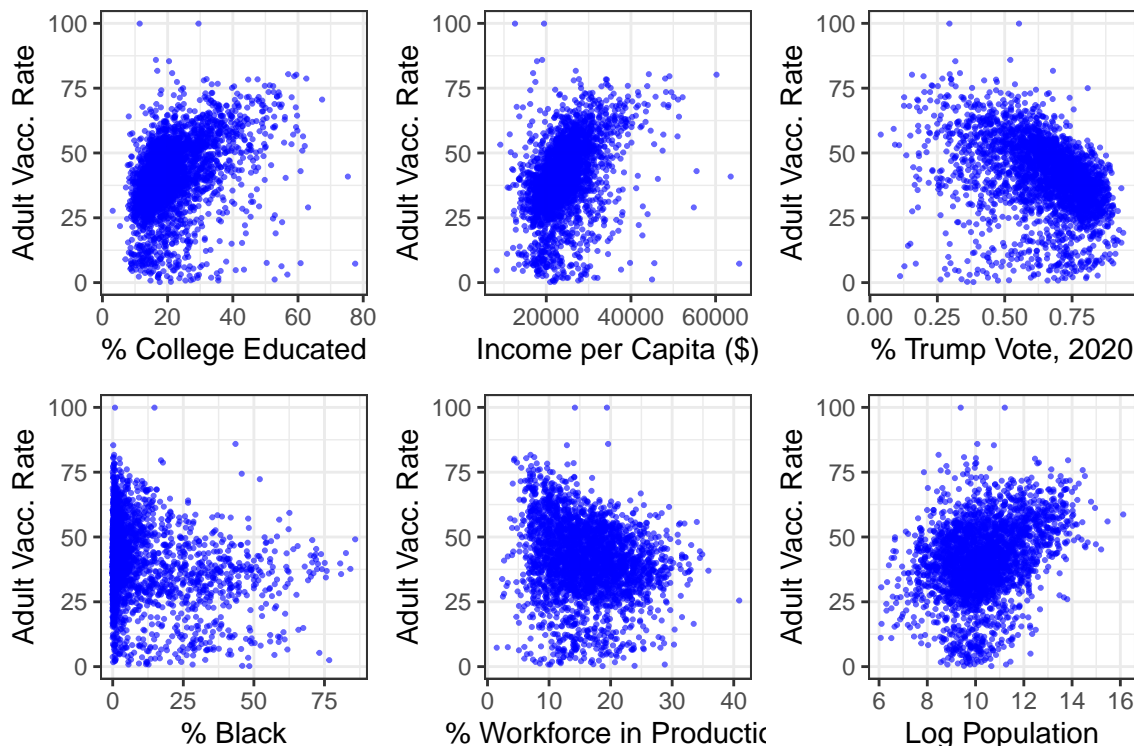 Adult Vacc. Rate
100
75
50
25
0
0 20 40 60 80
% College Educated
Adult Vacc. Rate
100
75
50
25
0
20000 40000 60000
Income per Capita ($)
Adult Vacc. Rate
100
75
50
25
0
0.00 0.25 0.50 0.75
% Trump Vote, 2020
Adult Vacc. Rate
100
75
50
25
0
0 25 50 75
% Black
Adult Vacc. Rate
100
75
50
25
0
0 10 20 30 40
% Workforce in Productio
Adult Vacc. Rate
100
75
50
25
0
6 8 10 12 14 16
Log Population